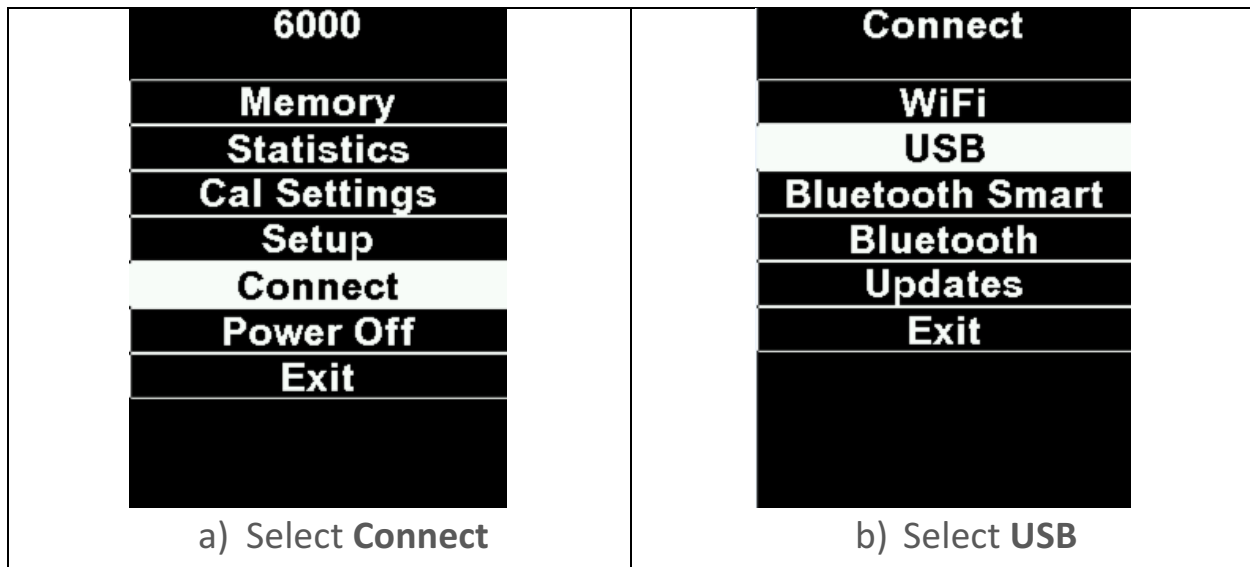 6000
Memory
Statistics
Cal Settings
Setup
Connect
Power Off
Exit
a) Select Connect
Connect
WiFi
USB
Bluetooth Smart
Bluetooth
Updates
Exit
b) Select USB